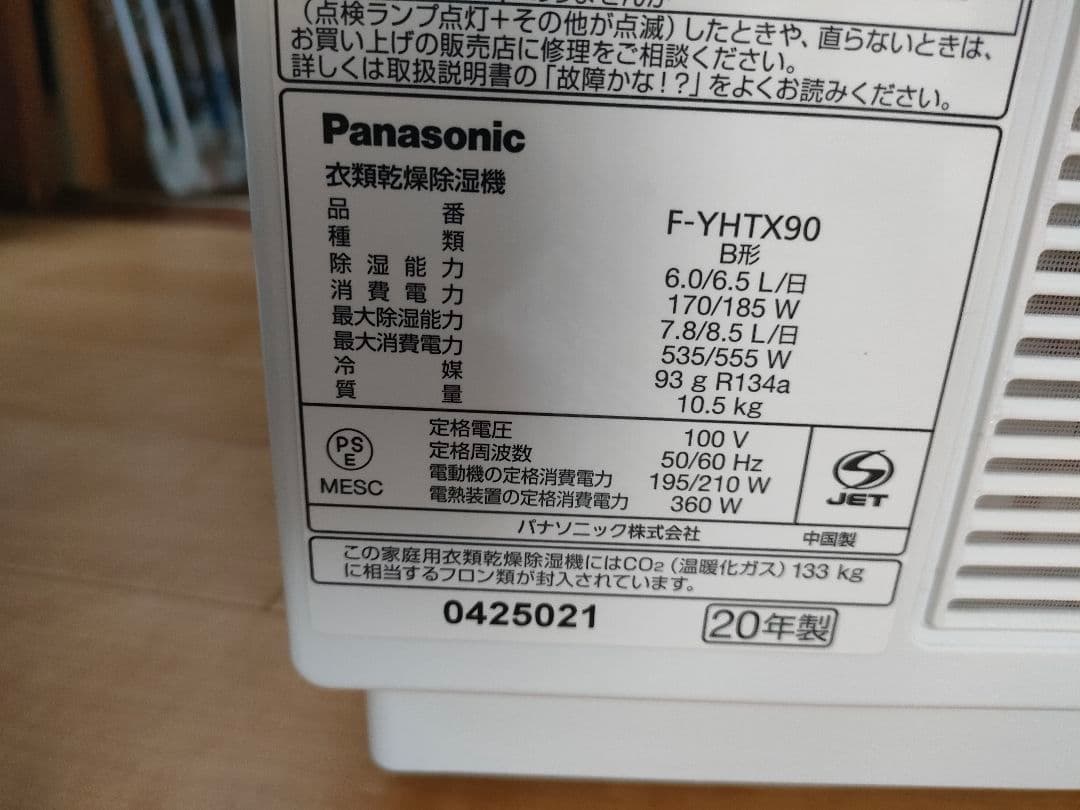 (点検ランプ点灯+その他が点滅)したときや、直らないときは、
お買い上げの販売店に修理をご相談ください。
詳しくは取扱説明書の「故障かな!?」をよくお読みください。
Panasonic
衣類乾燥除湿機
品番 F-YHTX90
種類 B形
除湿能力 6.0/6.5 L/日
消費電力 170/185 W
最大除湿能力 7.8/8.5 L/日
最大消費電力 535/555 W
冷媒 93 g R134a
質量 10.5 kg
PS
E
MESC
定格電圧 100 V
定格周波数 50/60 Hz
電動機の定格消費電力 195/210 W
電熱装置の定格消費電力 360 W
JET
パナソニック株式会社 中国製
この家庭用衣類乾燥除湿機にはCO₂(温暖化ガス)133 kg
に相当するフロン類が封入されています。
0425021 20年製